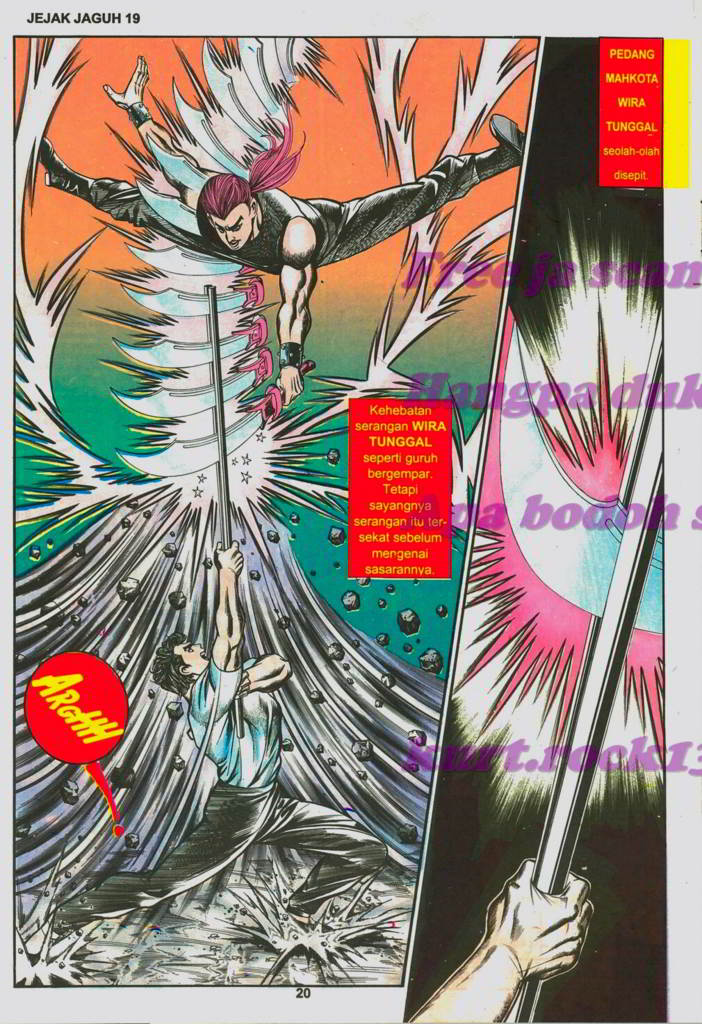 JEJAK JAGUH 19
PEDANG
MAHKOTA
WIRA
TUNGGAL
seolah-olah
disepit.
Free ja scan
Hangpa duk
Kehebatan
serangan WIRA
TUNGGAL
seperti guruh
bergempar.
Tetapi
sayangnya
serangan itu ter-
sekat sebelum
mengenai
sasarannya.
Apa bodoh s
ARGHH
kurt.rock13
20